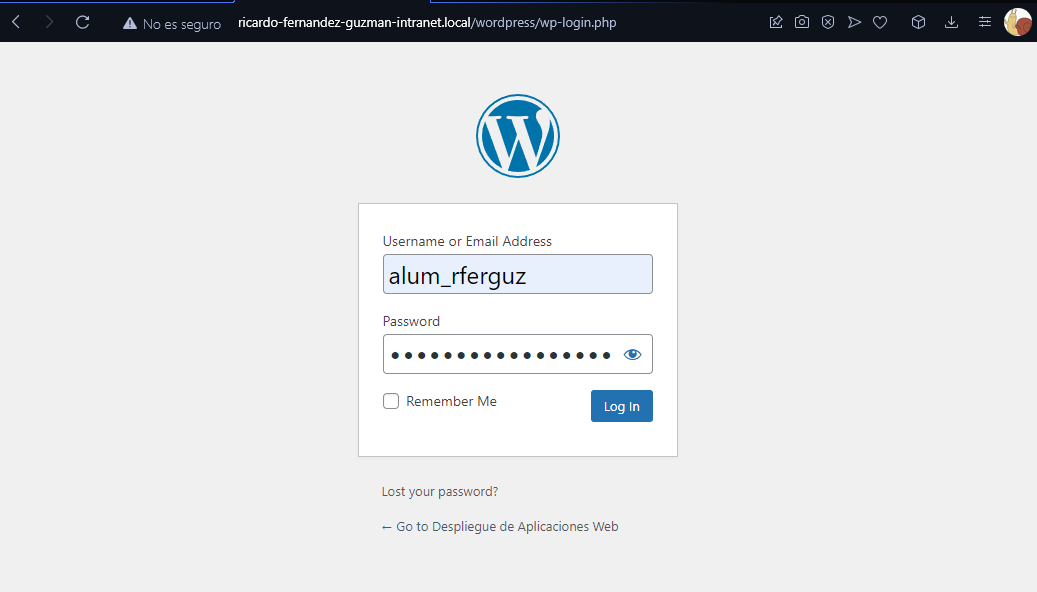 No es seguro ricardo-fernandez-guzman-intranet.local/wordpress/wp-login.php
Username or Email Address
alum_rferguz
Password
●●●●●●●●●●●●●●●●●
Remember Me
Log In
Lost your password?
← Go to Despliegue de Aplicaciones Web